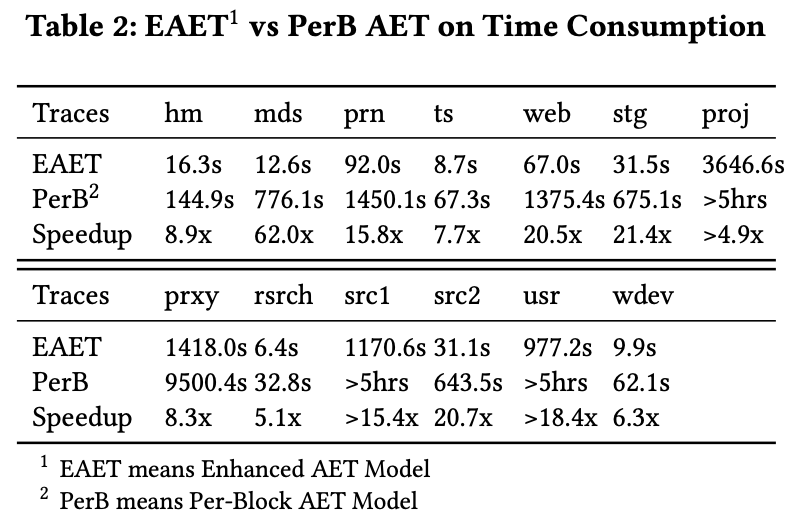 Table 2: EAET¹ vs PerB AET on Time Consumption
Traces hm mds prn ts web stg proj
EAET 16.3s 12.6s 92.0s 8.7s 67.0s 31.5s 3646.6s
PerB² 144.9s 776.1s 1450.1s 67.3s 1375.4s 675.1s >5hrs
Speedup 8.9x 62.0x 15.8x 7.7x 20.5x 21.4x >4.9x
Traces prxy rsrch src1 src2 usr wdev
EAET 1418.0s 6.4s 1170.6s 31.1s 977.2s 9.9s
PerB 9500.4s 32.8s >5hrs 643.5s >5hrs 62.1s
Speedup 8.3x 5.1x >15.4x 20.7x >18.4x 6.3x
¹ EAET means Enhanced AET Model
² PerB means Per-Block AET Model